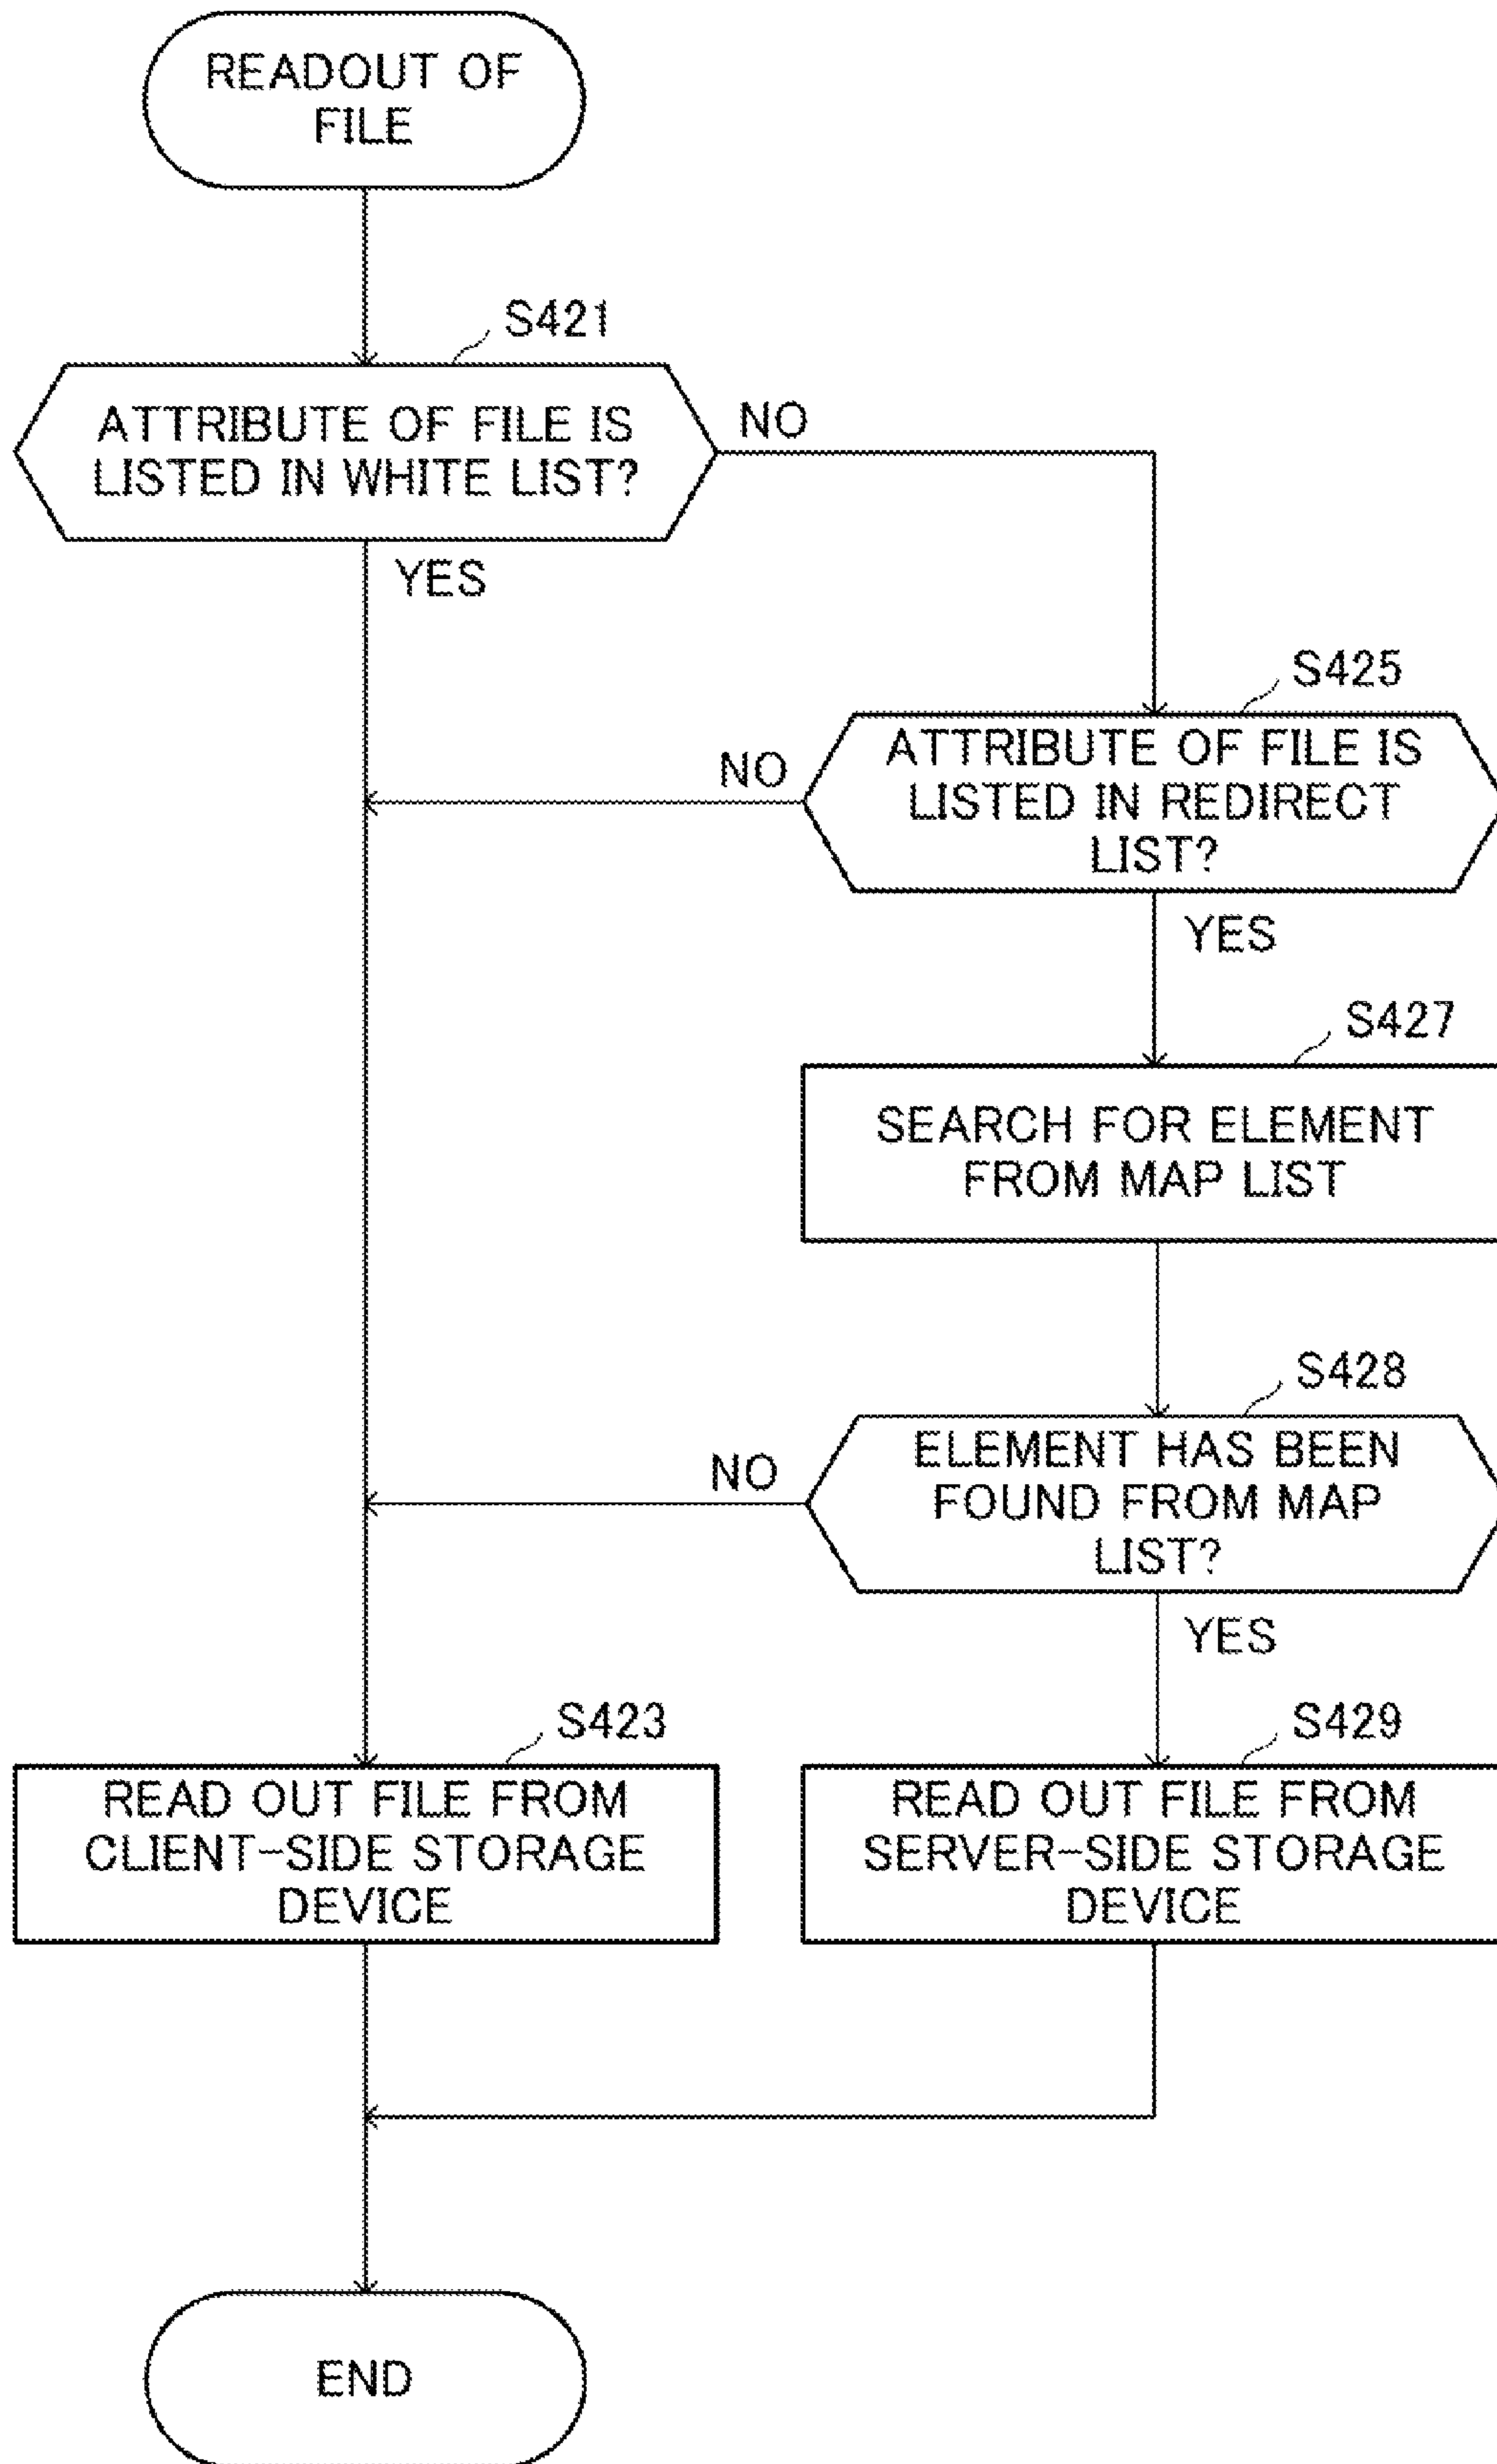 READOUT OF
FILE
S421
ATTRIBUTE OF FILE IS
LISTED IN WHITE LIST?
NO
YES
S425
ATTRIBUTE OF FILE IS
LISTED IN REDIRECT
LIST?
NO
YES
S427
SEARCH FOR ELEMENT
FROM MAP LIST
S428
ELEMENT HAS BEEN
FOUND FROM MAP
LIST?
NO
YES
S423
READ OUT FILE FROM
CLIENT-SIDE STORAGE
DEVICE
S429
READ OUT FILE FROM
SERVER-SIDE STORAGE
DEVICE
END